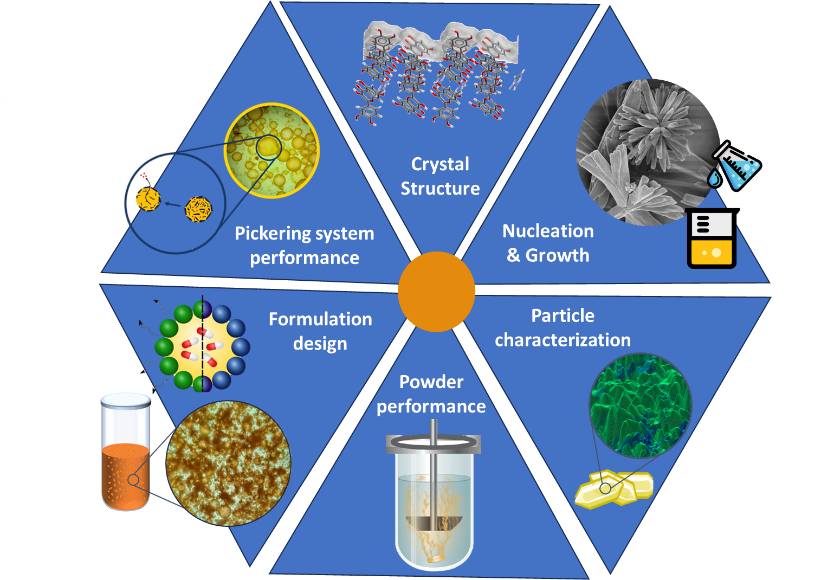 Crystal
Structure
Nucleation
& Growth
Pickering system
performance
Formulation
design
Particle
characterization
Powder
performance